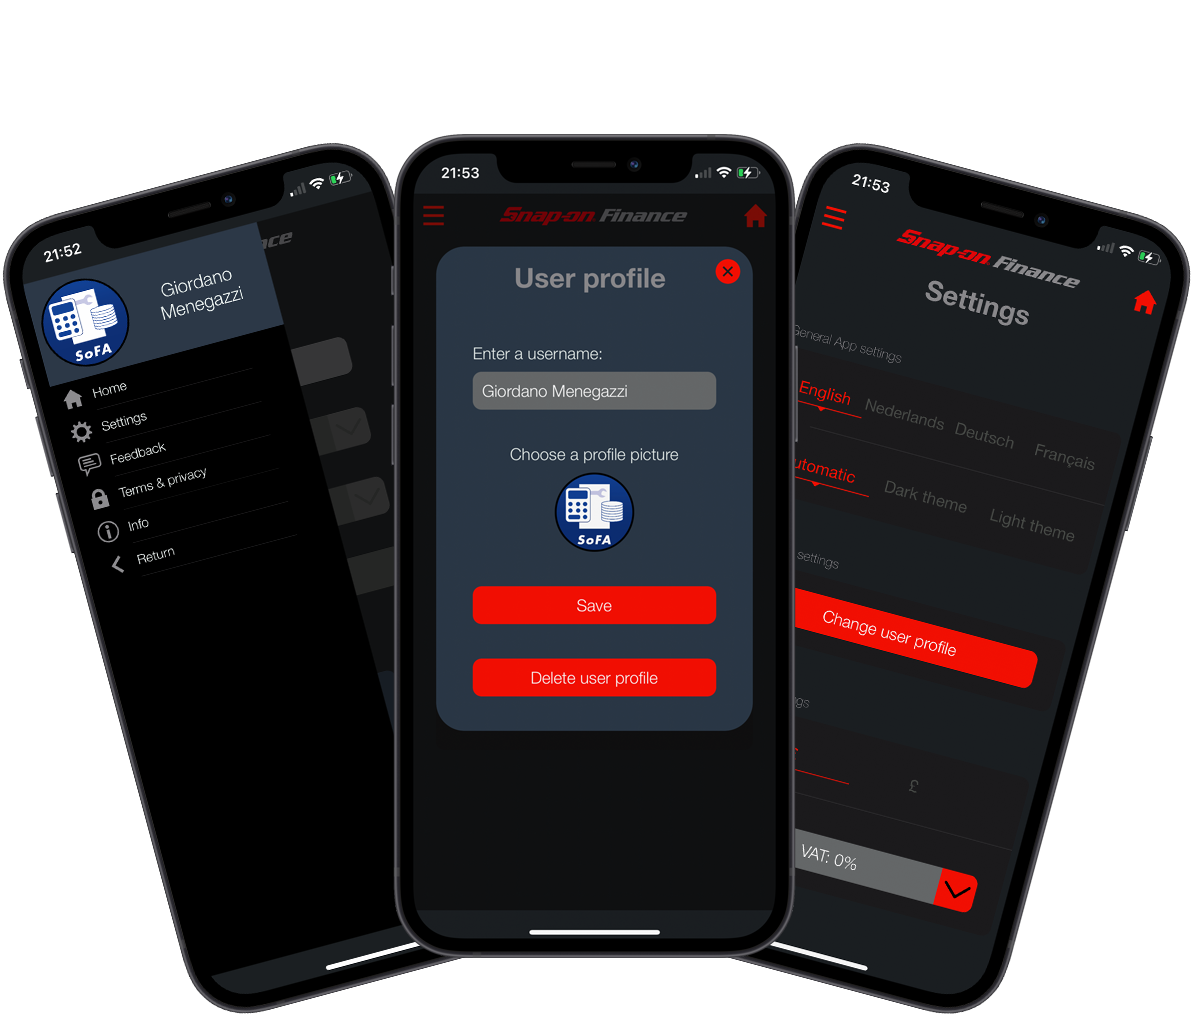 21:52
nce
Giordano
Menegazzi
SoFA
Home
Settings
Feedback
Terms & privacy
Info
Return
21:53
Snap-on Finance
User profile
Enter a username:
Giordano Menegazzi
Choose a profile picture
SoFA
Save
Delete user profile
21:53
Snap-on Finance
Settings
General App settings
English Nederlands Deutsch Français
utomatic Dark theme Light theme
settings
Change user profile
ngs
£
VAT: 0%